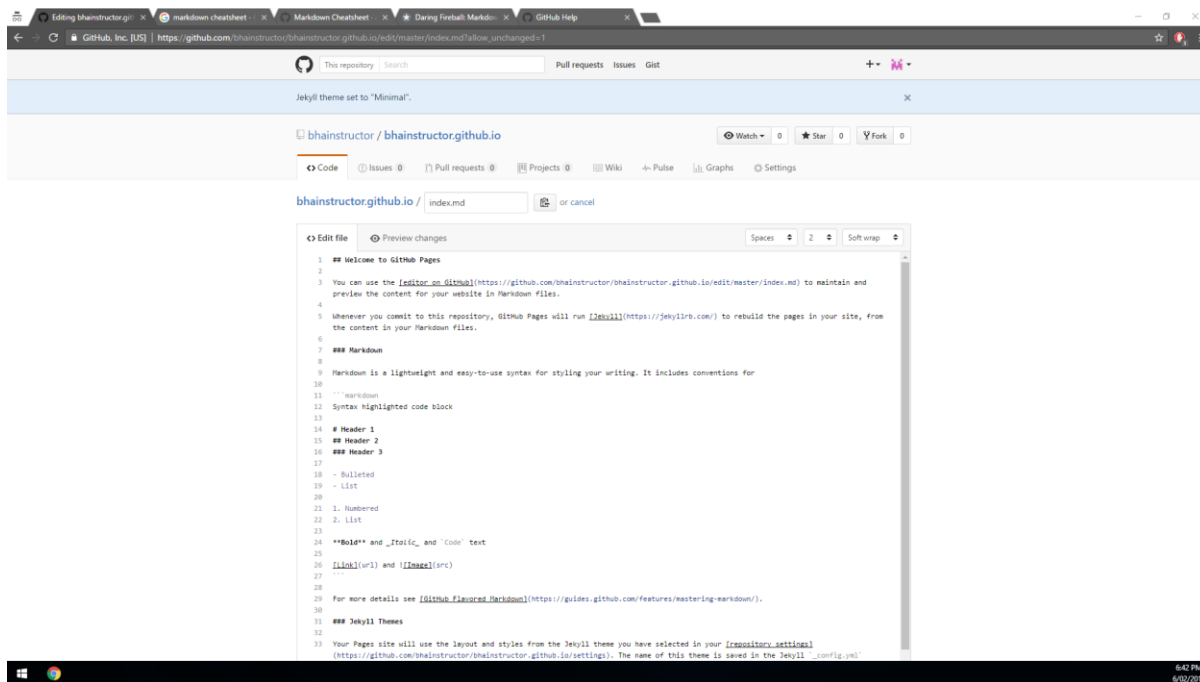 Editing bhainstructor.git
markdown cheatsheet -
Markdown Cheatsheet ·
Daring Fireball: Markdow
GitHub Help
GitHub, Inc. [US] | https://github.com/bhainstructor/bhainstructor.github.io/edit/master/index.md?allow_unchanged=1
This repository Search Pull requests Issues Gist
Jekyll theme set to "Minimal".
bhainstructor / bhainstructor.github.io
Watch 0 Star 0 Fork 0
Code Issues 0 Pull requests 0 Projects 0 Wiki Pulse Graphs Settings
bhainstructor.github.io / index.md or cancel
Edit file Preview changes Spaces 2 Soft wrap
1 ## Welcome to GitHub Pages
2
3 You can use the [editor on GitHub](https://github.com/bhainstructor/bhainstructor.github.io/edit/master/index.md) to maintain and
preview the content for your website in Markdown files.
4
5 Whenever you commit to this repository, GitHub Pages will run [Jekyll](https://jekyllrb.com/) to rebuild the pages in your site, from
the content in your Markdown files.
6
7 ### Markdown
8
9 Markdown is a lightweight and easy-to-use syntax for styling your writing. It includes conventions for
10
11 ```markdown
12 Syntax highlighted code block
13
14 # Header 1
15 ## Header 2
16 ### Header 3
17
18 - Bulleted
19 - List
20
21 1. Numbered
22 2. List
23
24 **Bold** and _Italic_ and `Code` text
25
26 [Link](url) and ![Image](src)
27 ```
28
29 For more details see [GitHub Flavored Markdown](https://guides.github.com/features/mastering-markdown/).
30
31 ### Jekyll Themes
32
33 Your Pages site will use the layout and styles from the Jekyll theme you have selected in your [repository settings]
(https://github.com/bhainstructor/bhainstructor.github.io/settings). The name of this theme is saved in the Jekyll `_config.yml`
6:42 PM
6/02/201